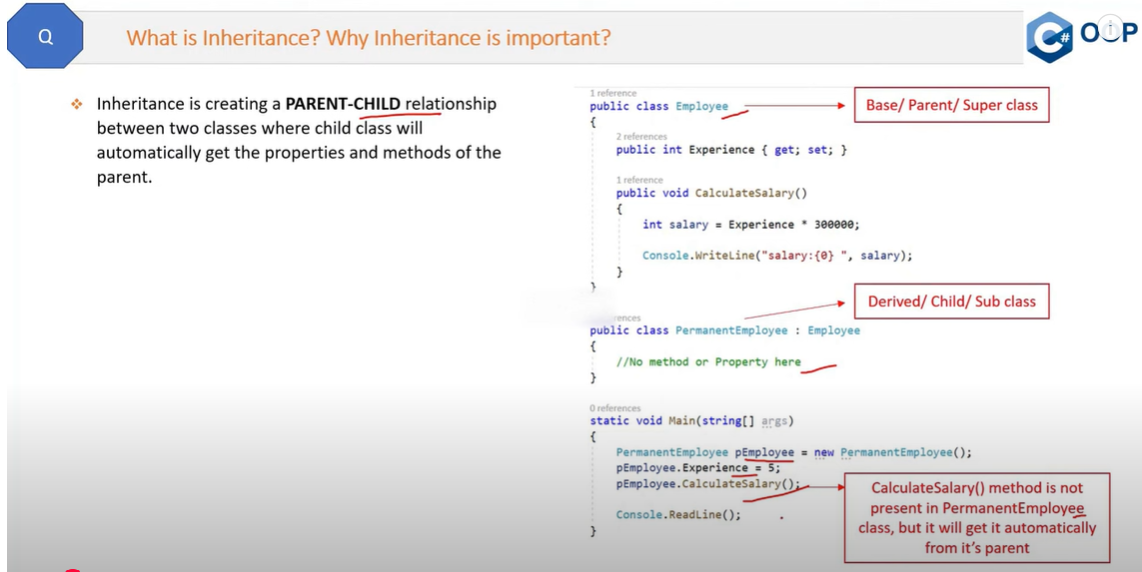 Q
What is Inheritance? Why Inheritance is important?
C# OOP
❖ Inheritance is creating a PARENT-CHILD relationship
between two classes where child class will
automatically get the properties and methods of the
parent.
1 reference
public class Employee
Base/ Parent/ Super class
{
2 references
public int Experience { get; set; }
1 reference
public void CalculateSalary()
{
int salary = Experience * 300000;
Console.WriteLine("salary:{0} ", salary);
}
}
Derived/ Child/ Sub class
public class PermanentEmployee : Employee
{
//No method or Property here
}
0 references
static void Main(string[] args)
{
PermanentEmployee pEmployee = new PermanentEmployee();
pEmployee.Experience = 5;
pEmployee.CalculateSalary();
Console.ReadLine();
}
CalculateSalary() method is not
present in PermanentEmployee
class, but it will get it automatically
from it's parent